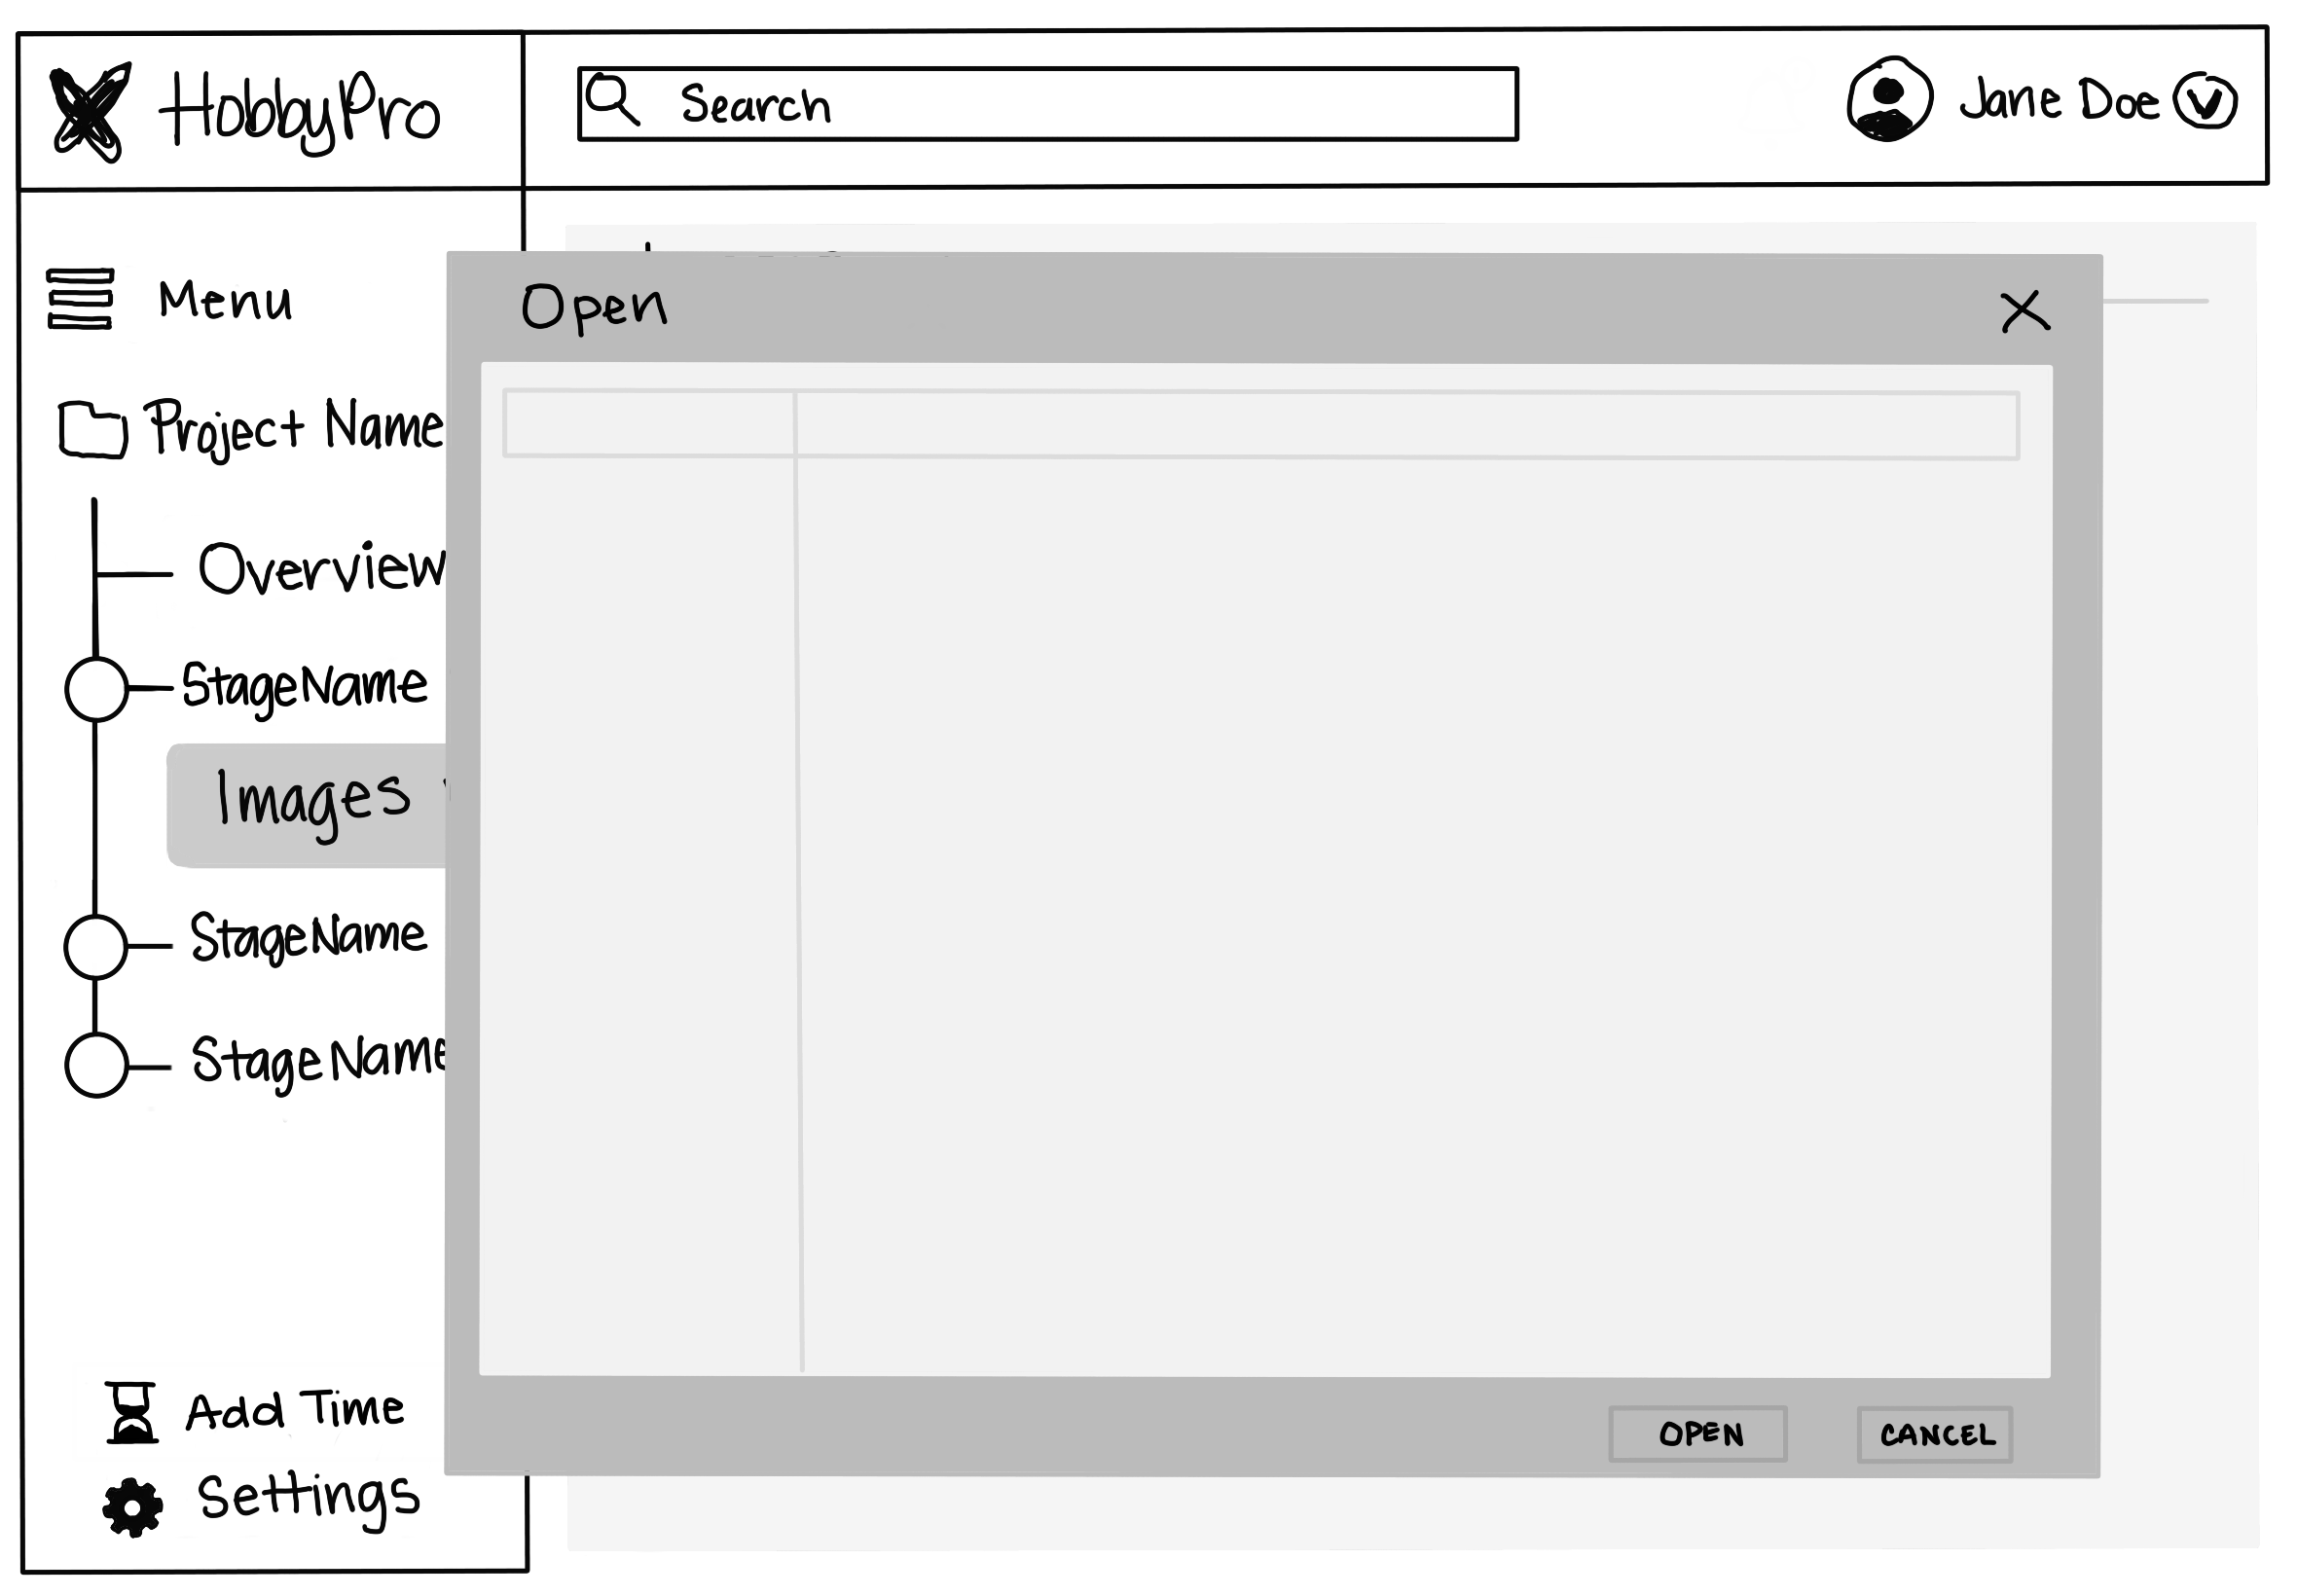 HobbyPro
Search
Jane Doe
Menu
Project Name
Overview
StageName
Images
StageName
StageName
Add Time
Settings
Open
OPEN
CANCEL